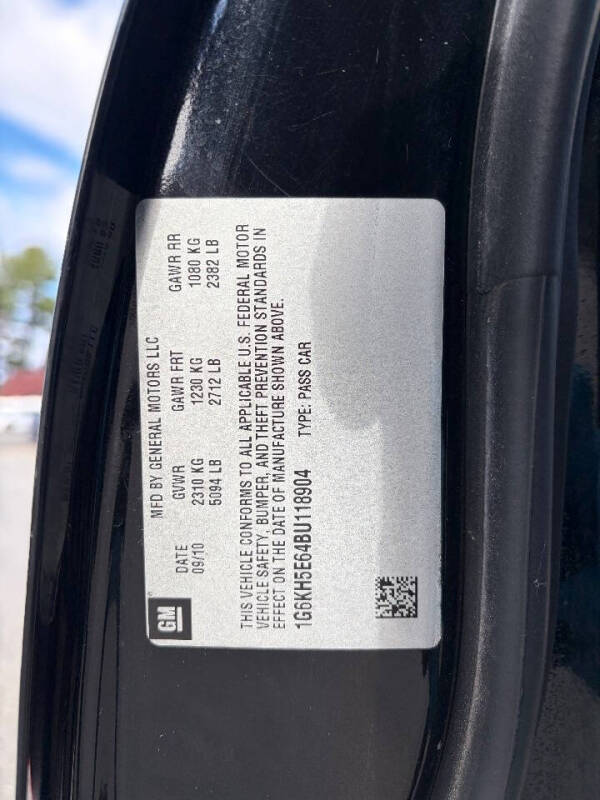 GM
MFD BY GENERAL MOTORS LLC
DATE GVWR GAWR FRT GAWR RR
09/10 2310 KG 1230 KG 1080 KG
5094 LB 2712 LB 2382 LB
THIS VEHICLE CONFORMS TO ALL APPLICABLE U.S. FEDERAL MOTOR
VEHICLE SAFETY, BUMPER, AND THEFT PREVENTION STANDARDS IN
EFFECT ON THE DATE OF MANUFACTURE SHOWN ABOVE.
1G6KH5E64BU118904 TYPE: PASS CAR